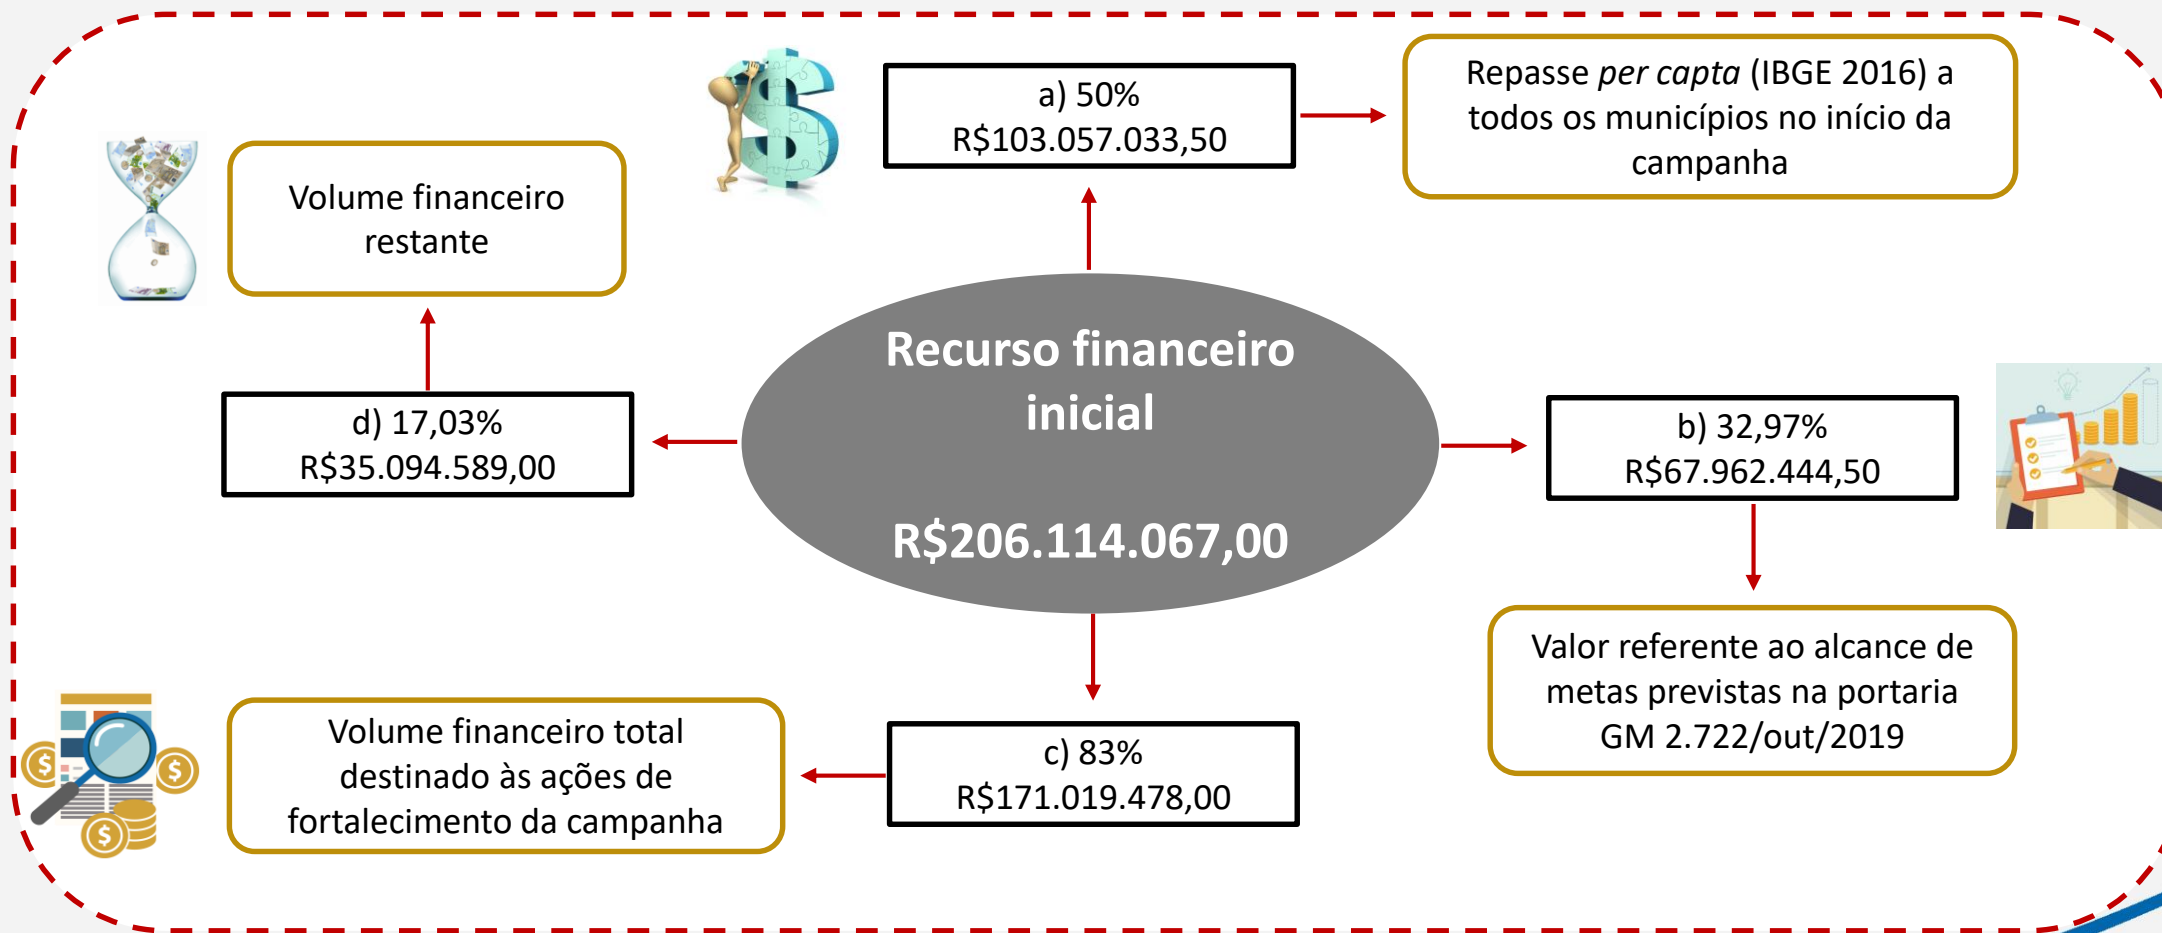 a) 50%
R$103.057.033,50
Repasse per capta (IBGE 2016) a
todos os municípios no início da
campanha
Volume financeiro
restante
Recurso financeiro
inicial
R$206.114.067,00
d) 17,03%
R$35.094.589,00
b) 32,97%
R$67.962.444,50
Valor referente ao alcance de
metas previstas na portaria
GM 2.722/out/2019
Volume financeiro total
destinado às ações de
fortalecimento da campanha
c) 83%
R$171.019.478,00